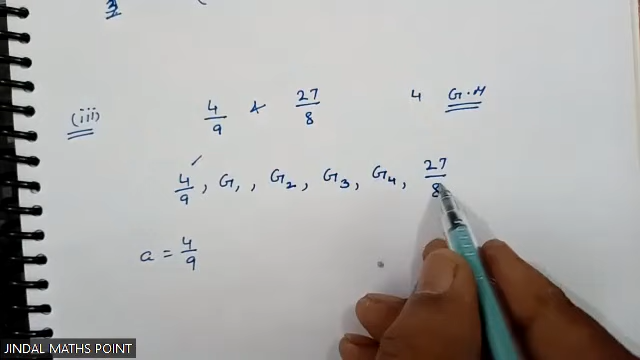 3
(iii) 4/9 & 27/8 4 G.M
4/9, G₁, G₂, G₃, G₄, 27/8
a = 4/9
JINDAL MATHS POINT